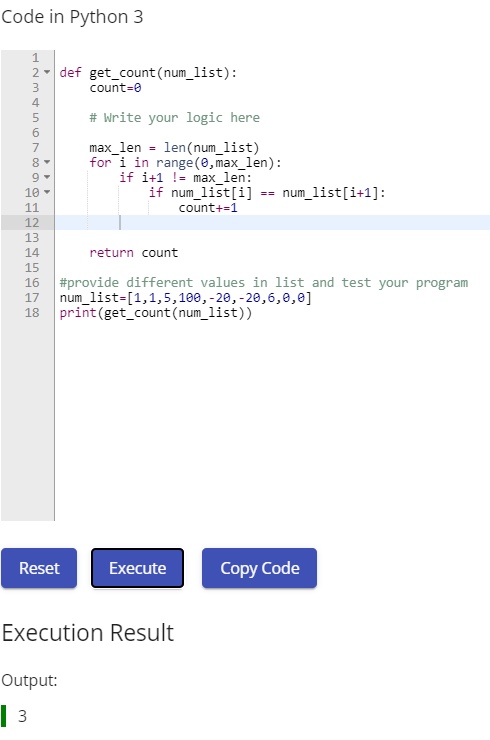 Code in Python 3
1
2 def get_count(num_list):
3     count=0
4
5     # Write your logic here
6
7     max_len = len(num_list)
8     for i in range(0,max_len):
9         if i+1 != max_len:
10             if num_list[i] == num_list[i+1]:
11                 count+=1
12
13
14     return count
15
16 #provide different values in list and test your program
17 num_list=[1,1,5,100,-20,-20,6,0,0]
18 print(get_count(num_list))
Reset Execute Copy Code
Execution Result
Output:
3